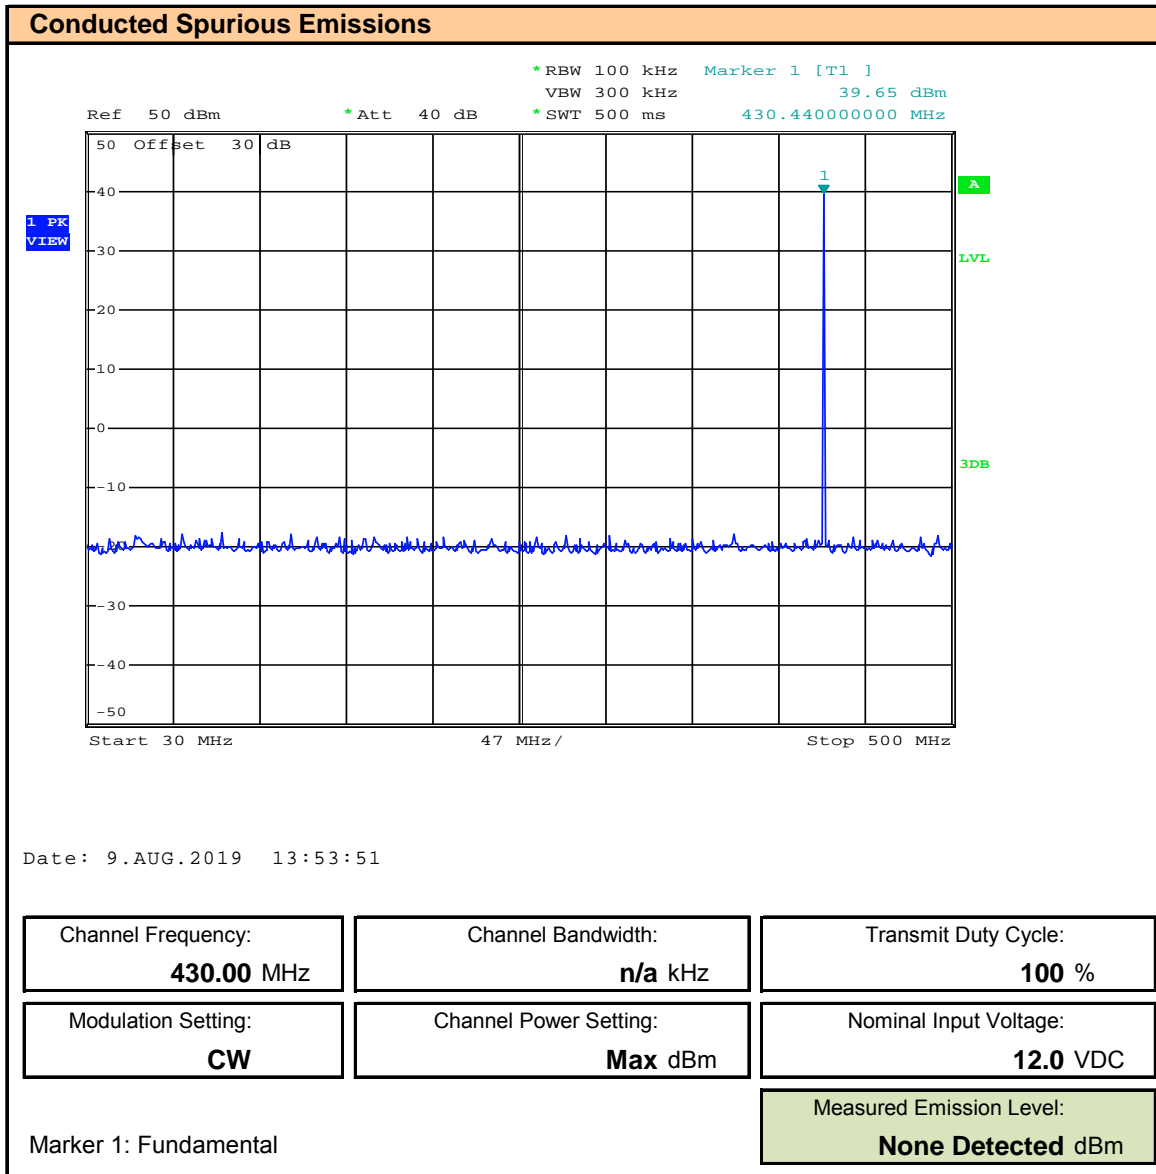 Conducted Spurious Emissions
*RBW 100 kHz Marker 1 [T1 ]
VBW 300 kHz 39.65 dBm
Ref 50 dBm *Att 40 dB *SWT 500 ms 430.440000000 MHz
50 Offset 30 dB
1
40
A
1 PK
VIEW
30
LVL
20
10
0
3DB
-10
-20
-30
-40
-50
Start 30 MHz 47 MHz/ Stop 500 MHz
Date: 9.AUG.2019 13:53:51
Channel Frequency: Channel Bandwidth: Transmit Duty Cycle:
430.00 MHz n/a kHz 100 %
Modulation Setting: Channel Power Setting: Nominal Input Voltage:
CW Max dBm 12.0 VDC
Measured Emission Level:
Marker 1: Fundamental None Detected dBm